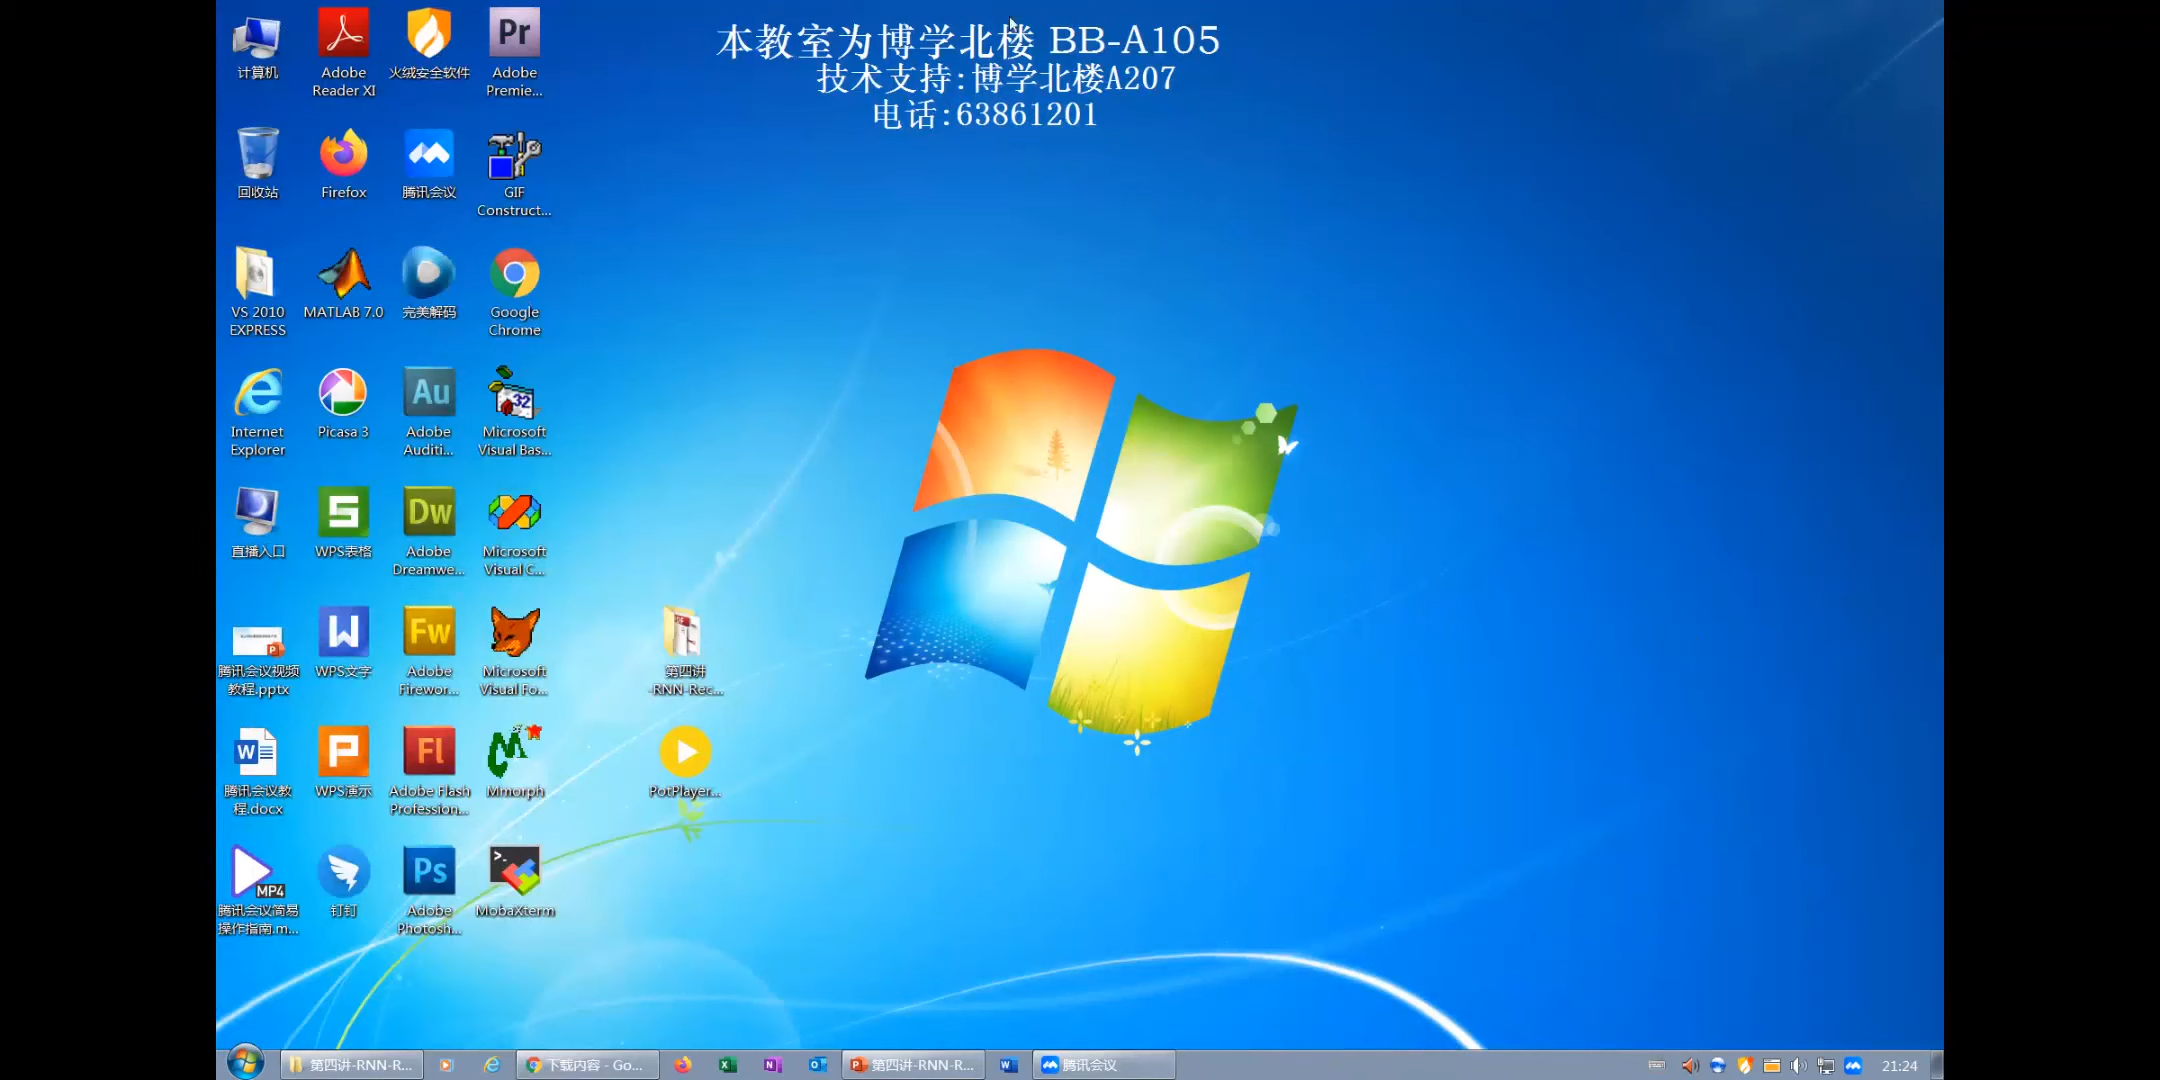 本教室为博学北楼 BB-A105
技术支持:博学北楼A207
电话:63861201
计算机
Adobe
Reader XI
火绒安全软件
Adobe
Premie...
回收站
Firefox
腾讯会议
GIF
Construct...
VS 2010
EXPRESS
MATLAB 7.0
完美解码
Google
Chrome
Internet
Explorer
Picasa 3
Au
Adobe
Auditi...
32
Microsoft
Visual Bas...
直播入口
WPS表格
Dw
Adobe
Dreamwe...
Microsoft
Visual C...
腾讯会议视频
教程.pptx
WPS文字
Fw
Adobe
Firewor...
Microsoft
Visual Fo...
第四讲
-RNN-Rec...
腾讯会议教
程.docx
WPS演示
Fl
Adobe Flash
Profession...
Mmorph
PotPlayer...
MP4
腾讯会议简易
操作指南.m...
钉钉
Ps
Adobe
Photosh...
MobaXterm
Pr
第四讲-RNN-R...
下载内容 - Go...
第四讲-RNN-R...
腾讯会议
21:24